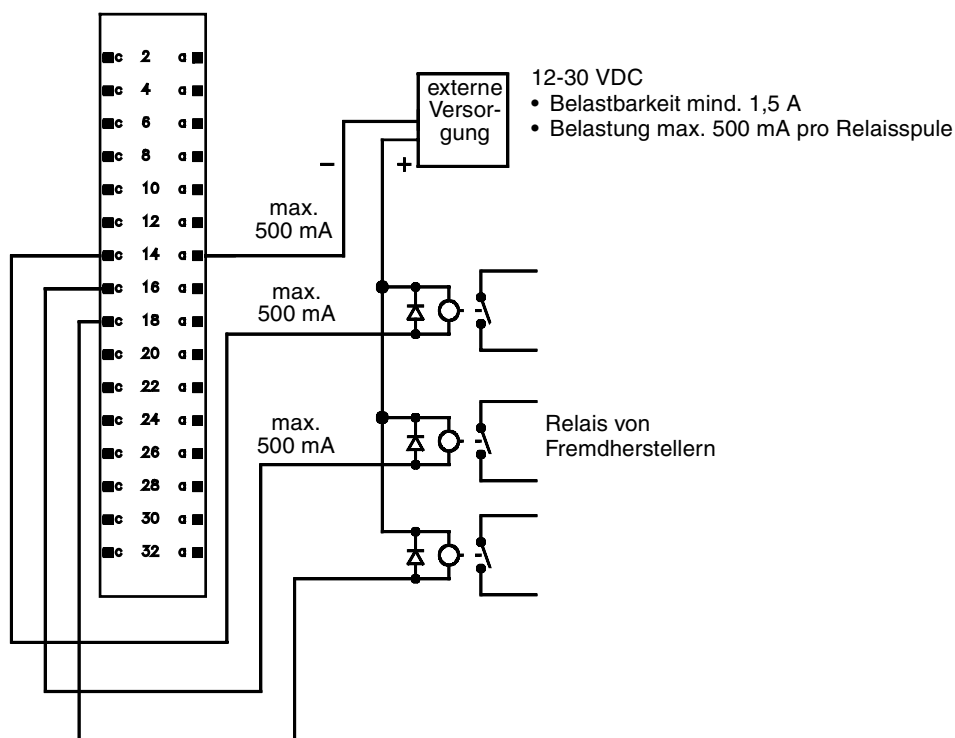 c 2 a
c 4 a
c 6 a
c 8 a
c 10 a
c 12 a
c 14 a
c 16 a
c 18 a
c 20 a
c 22 a
c 24 a
c 26 a
c 28 a
c 30 a
c 32 a
externe
Versor-
gung
12-30 VDC
• Belastbarkeit mind. 1,5 A
• Belastung max. 500 mA pro Relaisspule
− +
max.
500 mA
max.
500 mA
max.
500 mA
Relais von
Fremdherstellern